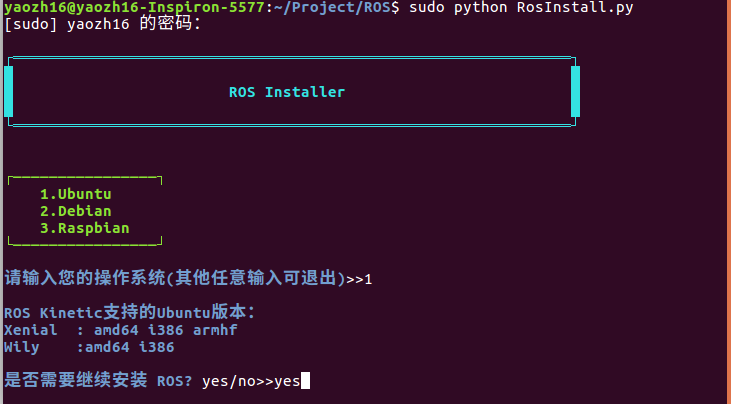 yaozh16@yaozh16-Inspiron-5577:~/Project/ROS$ sudo python RosInstall.py
[sudo] yaozh16 的密码：
ROS Installer
1.Ubuntu
2.Debian
3.Raspbian
请输入您的操作系统(其他任意输入可退出)>>1
ROS Kinetic支持的Ubuntu版本：
Xenial  : amd64 i386 armhf
Wily    :amd64 i386
是否需要继续安装 ROS? yes/no>>yes